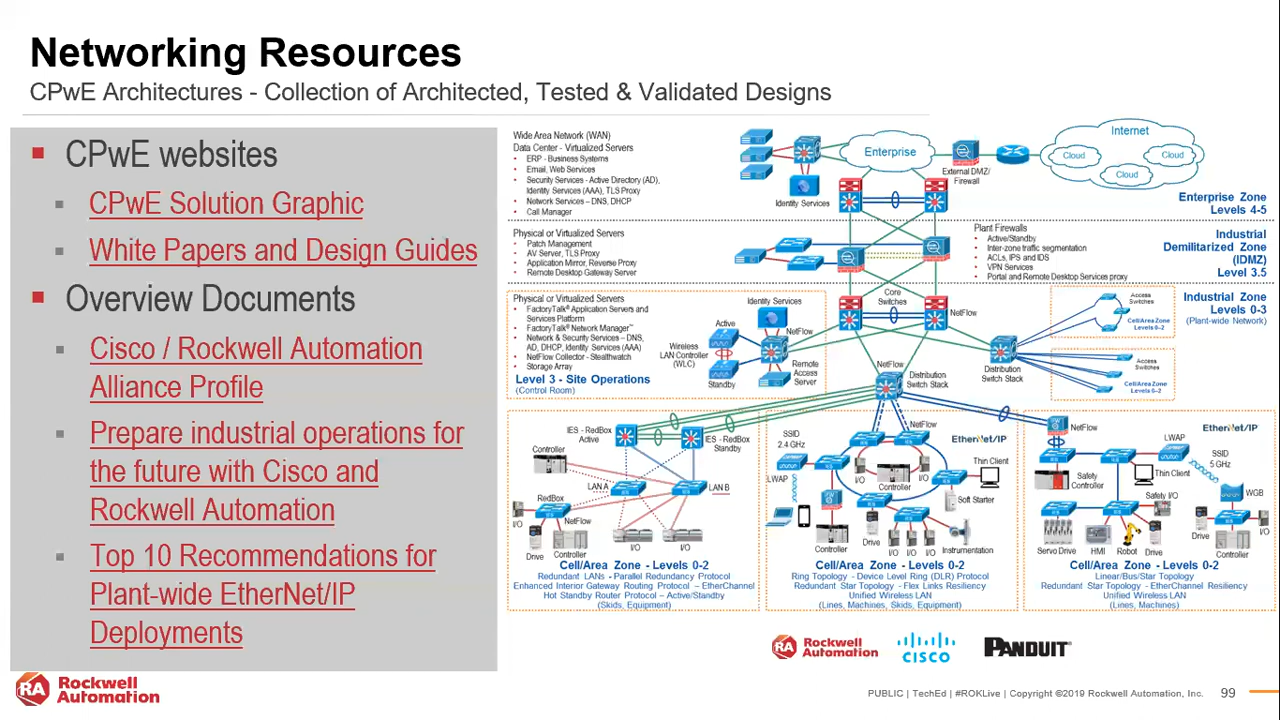 Networking Resources
CPwE Architectures - Collection of Architected, Tested & Validated Designs
CPwE websites
CPwE Solution Graphic
White Papers and Design Guides
Overview Documents
Cisco / Rockwell Automation
Alliance Profile
Prepare industrial operations for
the future with Cisco and
Rockwell Automation
Top 10 Recommendations for
Plant-wide EtherNet/IP
Deployments
Wide Area Network (WAN)
Data Center - Virtualized Servers
ERP - Business Systems
Email, Web Services
Security Services - Active Directory (AD),
Identity Services (AAA), TLS Proxy
Network Services – DNS, DHCP
Call Manager
Identity Services
Enterprise
External DMZ/
Firewall
Internet
Cloud
Cloud
Cloud
Enterprise Zone
Levels 4-5
Physical or Virtualized Servers
Patch Management
AV Server, TLS Proxy
Application Mirror, Reverse Proxy
Remote Desktop Gateway Server
Plant Firewalls
Active/Standby
Inter-zone traffic segmentation
ACLs, IPS and IDS
VPN Services
Portal and Remote Desktop Services proxy
Industrial
Demilitarized Zone
(IDMZ)
Level 3.5
Physical or Virtualized Servers
FactoryTalk® Application Servers and
Services Platform
FactoryTalk® Network Manager™
Network & Security Services – DNS,
AD, DHCP, Identity Services (AAA)
NetFlow Collector - Stealthwatch
Storage Array
Level 3 - Site Operations
(Control Room)
Identity Services
Active
NetFlow
Wireless
LAN Controller
(WLC)
Standby
Remote
Access
Server
Core
Switches
NetFlow
NetFlow
Distribution
Switch Stack
Distribution
Switch Stack
Access
Switches
Cell/Area Zone
Levels 0–2
Access
Switches
Cell/Area Zone
Levels 0–2
Industrial Zone
Levels 0-3
(Plant-wide Network)
IES - RedBox
Active
IES - RedBox
Standby
Controller
LAN A
LAN B
RedBox
I/O
NetFlow
Drive
Controller
I/O
I/O
Cell/Area Zone - Levels 0-2
Redundant LANs - Parallel Redundancy Protocol
Enhanced Interior Gateway Routing Protocol – EtherChannel
Hot Standby Router Protocol – Active/Standby
(Skids, Equipment)
SSID
2.4 GHz
LWAP
NetFlow
EtherNet/IP
I/O
Controller
I/O
Thin Client
Soft Starter
Controller
Drive
I/O
I/O
I/O
Instrumentation
Cell/Area Zone - Levels 0-2
Ring Topology - Device Level Ring (DLR) Protocol
Redundant Star Topology - Flex Links Resiliency
Unified Wireless LAN
(Lines, Machines, Skids, Equipment)
NetFlow
EtherNet/IP
LWAP
SSID
5 GHz
Safety
Controller
Thin Client
WGB
Safety I/O
Servo Drive
HMI
Robot
Drive
Drive
Controller
I/O
Cell/Area Zone - Levels 0-2
Linear/Bus/Star Topology
Redundant Star Topology - EtherChannel Resiliency
Unified Wireless LAN
(Lines, Machines)
RA Rockwell
Automation
CISCO
PANDUIT™
RA Rockwell
Automation
PUBLIC | TechEd | #ROKLive | Copyright ©2019 Rockwell Automation, Inc. 99